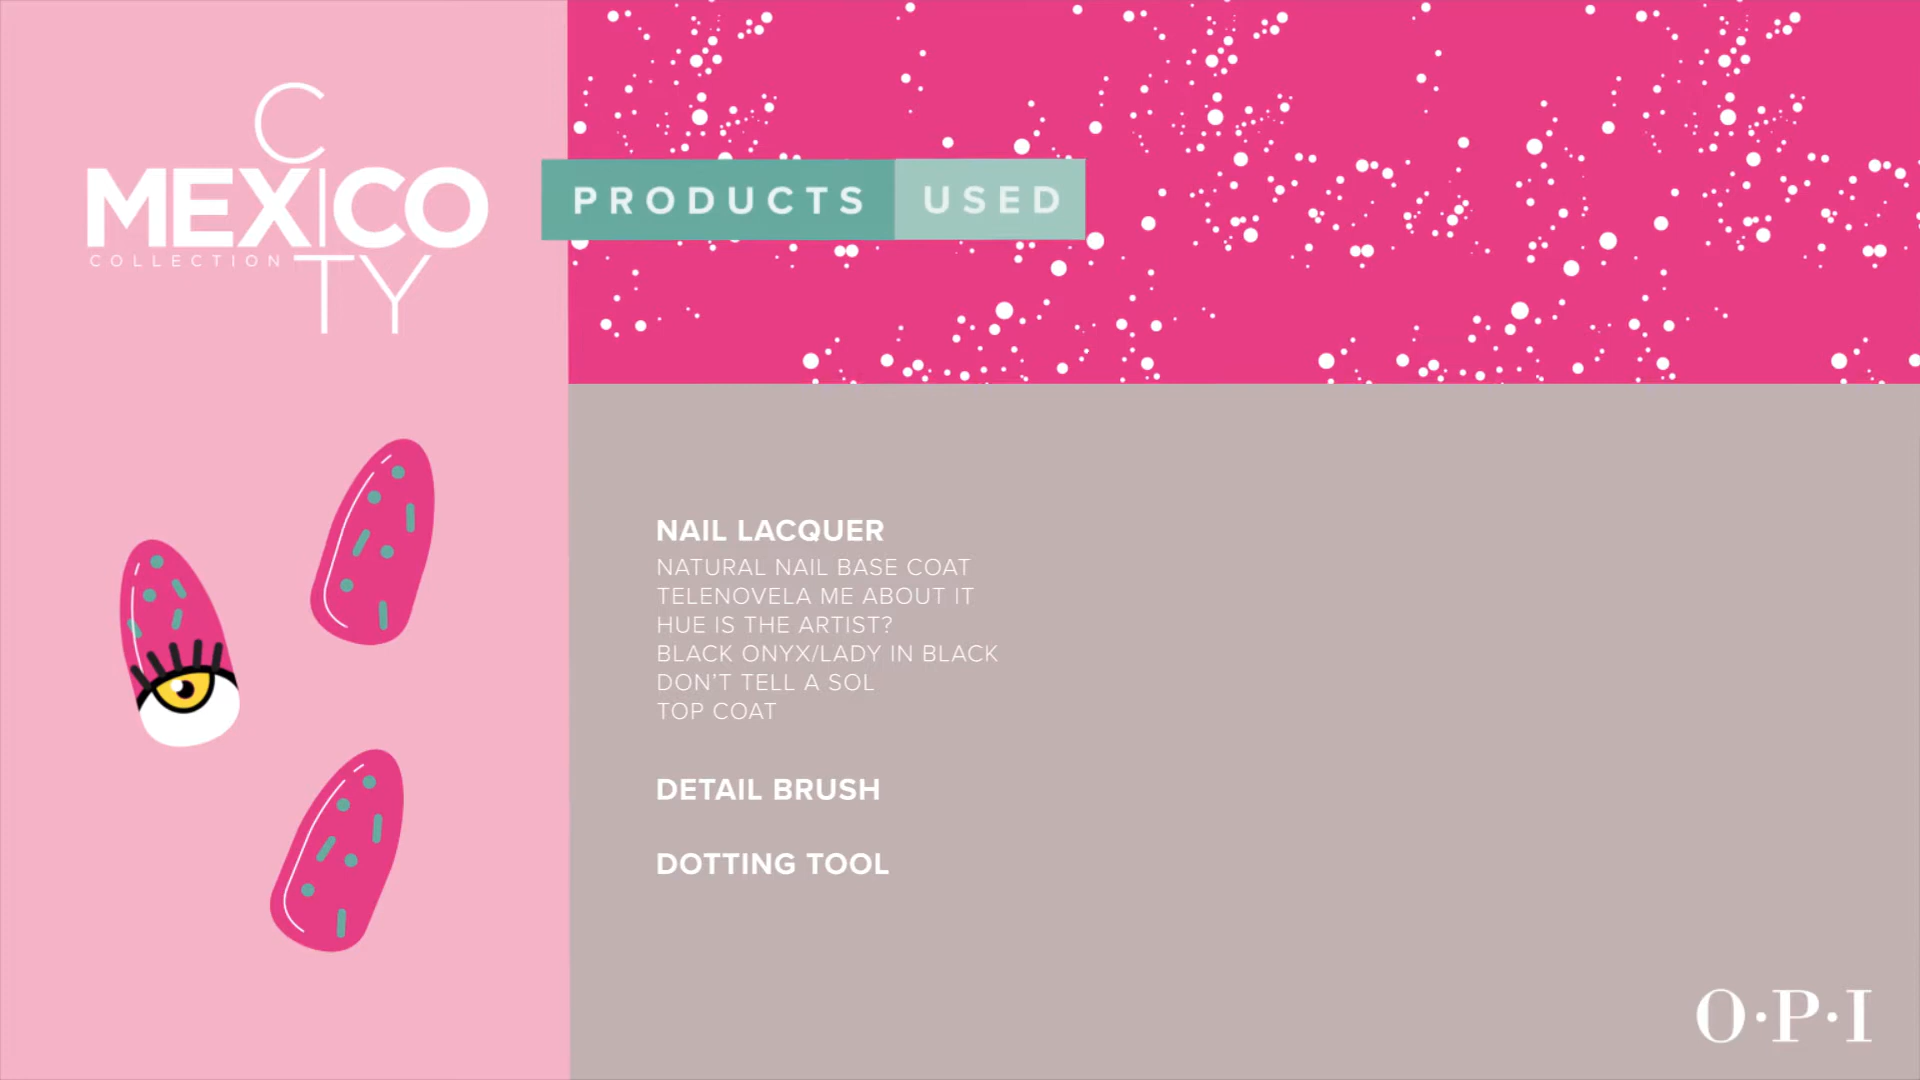 C
MEXICO
COLLECTION
TY
PRODUCTS USED
NAIL LACQUER
NATURAL NAIL BASE COAT
TELENOVELA ME ABOUT IT
HUE IS THE ARTIST?
BLACK ONYX/LADY IN BLACK
DON'T TELL A SOL
TOP COAT
DETAIL BRUSH
DOTTING TOOL
O·P·I